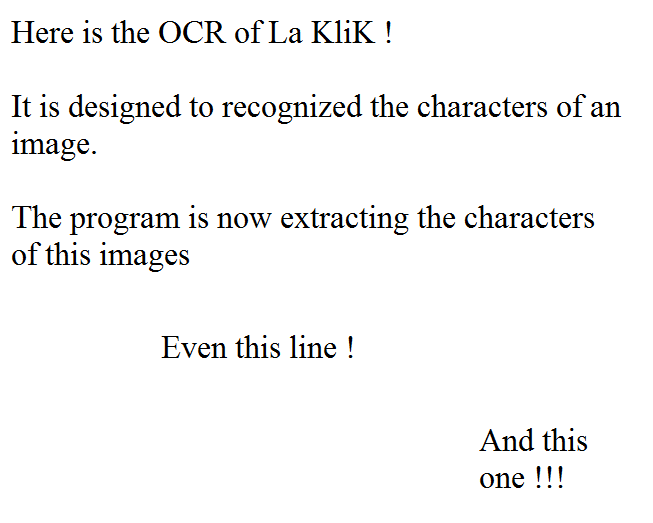 Here is the OCR of La KliK !
It is designed to recognized the characters of an
image.
The program is now extracting the characters
of this images
Even this line !
And this
one !!!